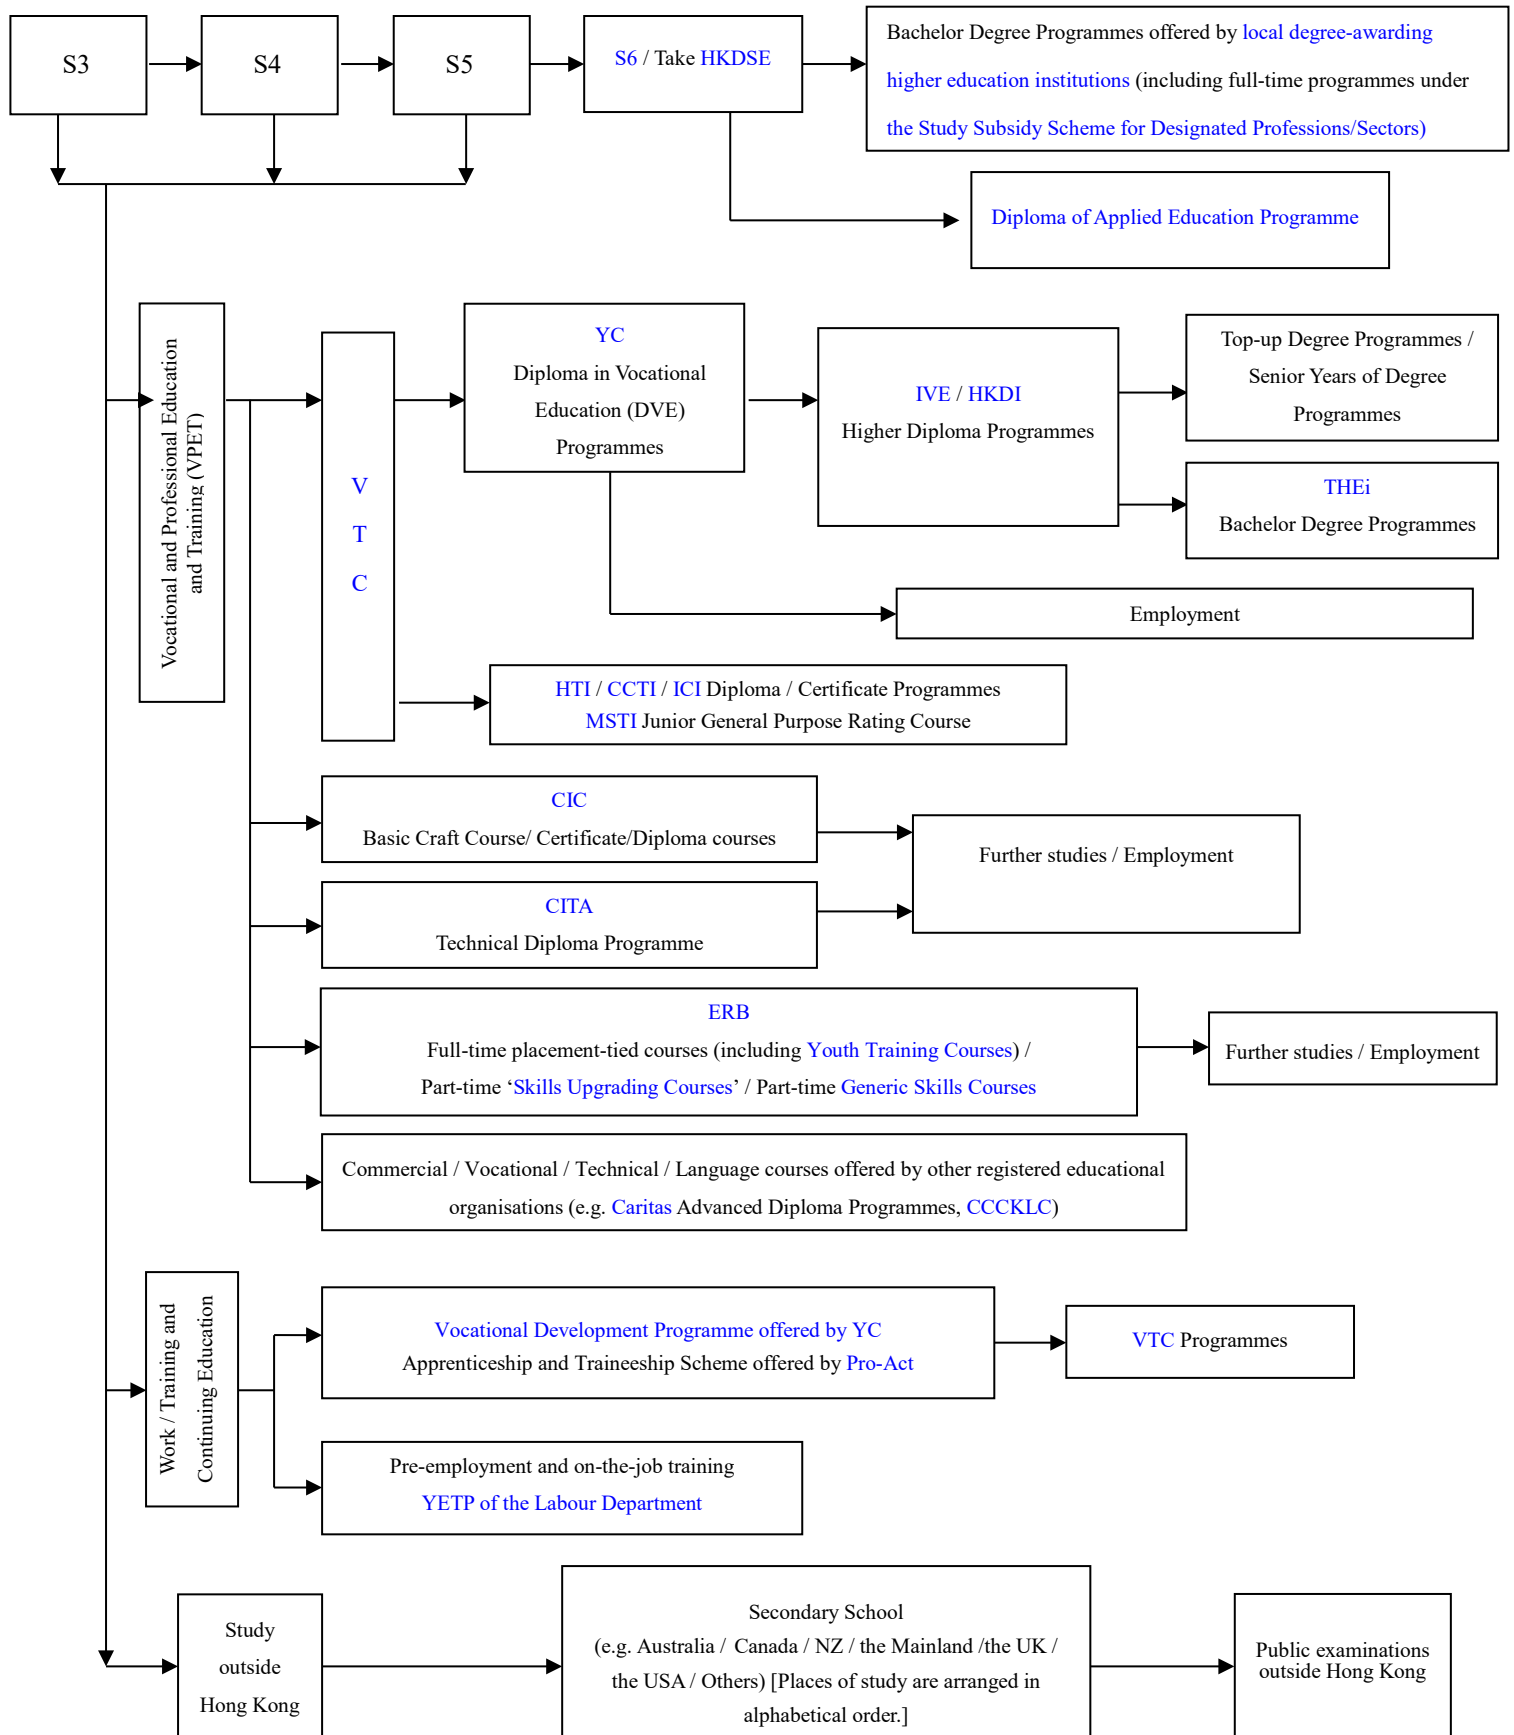 S3
S4
S5
S6 / Take HKDSE
Bachelor Degree Programmes offered by local degree-awarding
higher education institutions (including full-time programmes under
the Study Subsidy Scheme for Designated Professions/Sectors)
Diploma of Applied Education Programme
Vocational and Professional Education
and Training (VPET)
V
T
C
YC
Diploma in Vocational
Education (DVE)
Programmes
IVE / HKDI
Higher Diploma Programmes
Top-up Degree Programmes /
Senior Years of Degree
Programmes
THEi
Bachelor Degree Programmes
Employment
HTI / CCTI / ICI Diploma / Certificate Programmes
MSTI Junior General Purpose Rating Course
CIC
Basic Craft Course/ Certificate/Diploma courses
CITA
Technical Diploma Programme
Further studies / Employment
ERB
Full-time placement-tied courses (including Youth Training Courses) /
Part-time ‘Skills Upgrading Courses’ / Part-time Generic Skills Courses
Further studies / Employment
Commercial / Vocational / Technical / Language courses offered by other registered educational
organisations (e.g. Caritas Advanced Diploma Programmes, CCCKLC)
Work / Training and
Continuing Education
Vocational Development Programme offered by YC
Apprenticeship and Traineeship Scheme offered by Pro-Act
VTC Programmes
Pre-employment and on-the-job training
YETP of the Labour Department
Study
outside
Hong Kong
Secondary School
(e.g. Australia / Canada / NZ / the Mainland /the UK /
the USA / Others) [Places of study are arranged in
alphabetical order.]
Public examinations
outside Hong Kong